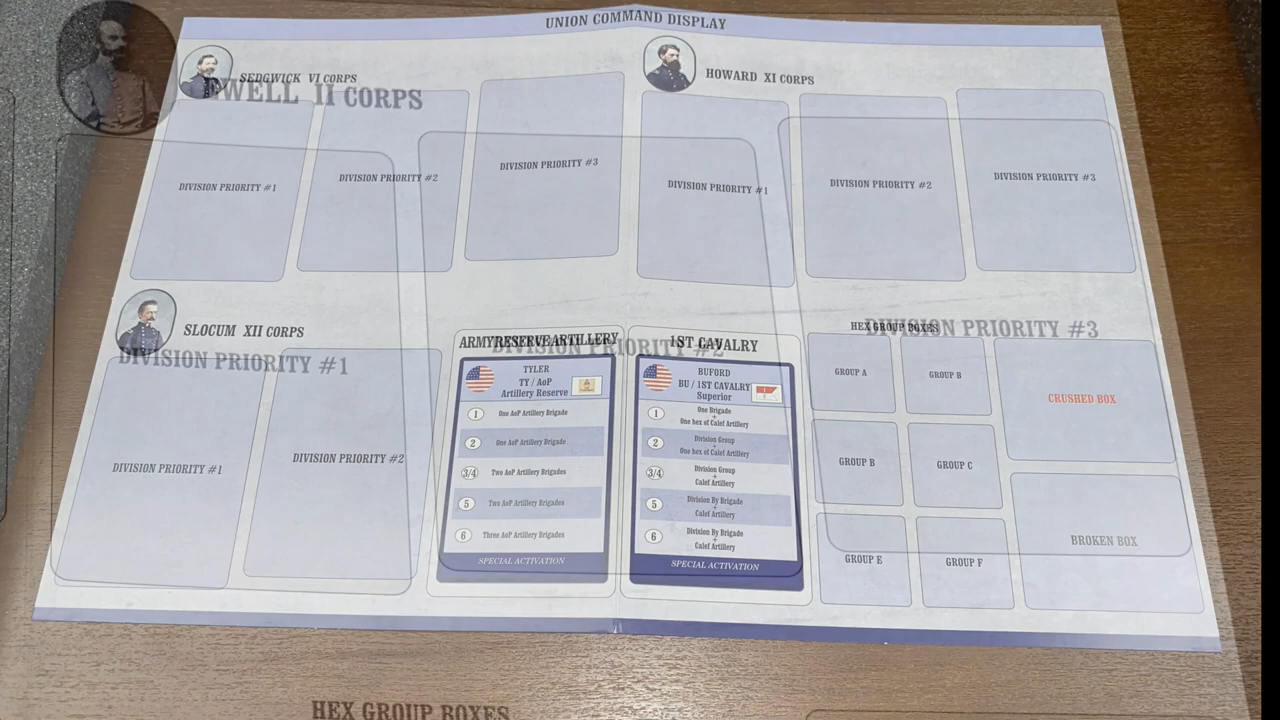 UNION COMMAND DISPLAY
SEDGWICK VI CORPS
HOWARD XI CORPS
WELL II CORPS
DIVISION PRIORITY #1
DIVISION PRIORITY #2
DIVISION PRIORITY #3
DIVISION PRIORITY #1
DIVISION PRIORITY #2
DIVISION PRIORITY #3
SLOCUM XII CORPS
DIVISION PRIORITY #1
DIVISION PRIORITY #2
DIVISION PRIORITY #3
DIVISION PRIORITY #1
DIVISION PRIORITY #2
ARMY RESERVE ARTILLERY
TYLER
TY / AoP
Artillery Reserve
1 One AoP Artillery Brigade
2 One AoP Artillery Brigade
3/4 Two AoP Artillery Brigades
5 Two AoP Artillery Brigades
6 Three AoP Artillery Brigades
SPECIAL ACTIVATION
1ST CAVALRY
BUFORD
BU / 1ST CAVALRY
Superior
1 One Brigade
+
One hex of Calef Artillery
2 Division Group
+
One hex of Calef Artillery
3/4 Division Group
+
Calef Artillery
5 Division By Brigade
+
Calef Artillery
6 Division By Brigade
+
Calef Artillery
SPECIAL ACTIVATION
HEX GROUP BOXES
GROUP A
GROUP B
CRUSHED BOX
GROUP B
GROUP C
BROKEN BOX
GROUP E
GROUP F
HEX GROUP BOXES